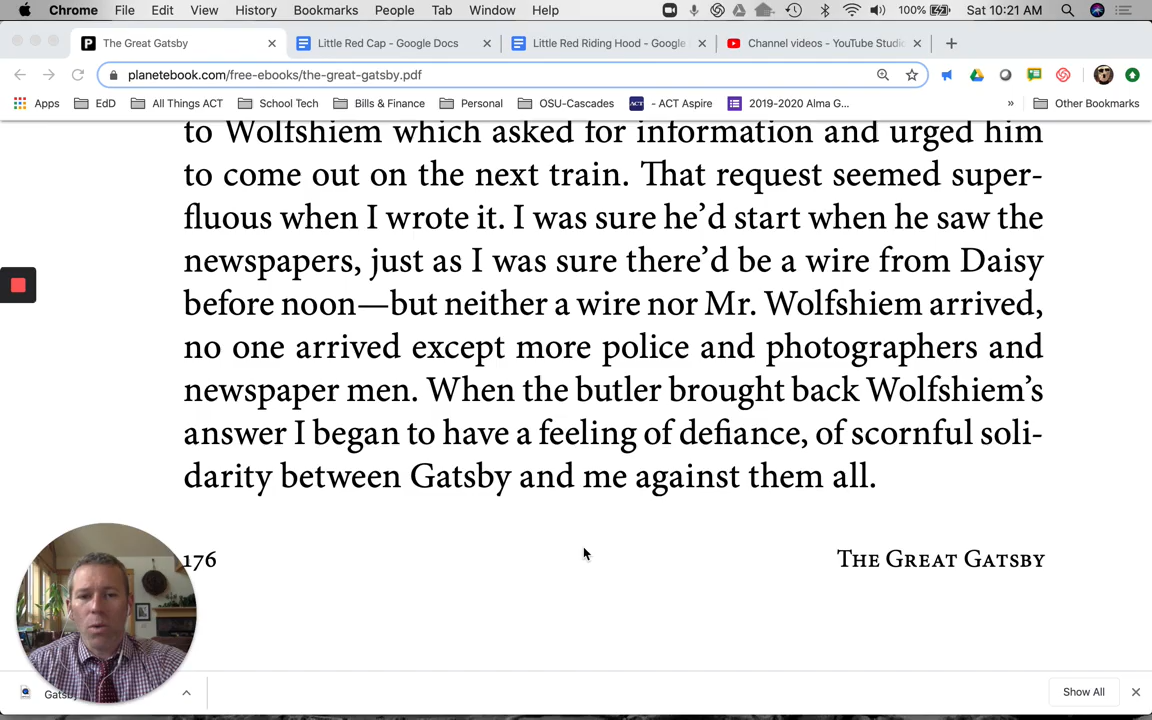 Chrome File Edit View History Bookmarks People Tab Window Help 100% Sat 10:21 AM
The Great Gatsby Little Red Cap - Google Docs Little Red Riding Hood - Google Channel videos - YouTube Studio
planetebook.com/free-ebooks/the-great-gatsby.pdf
Apps EdD All Things ACT School Tech Bills & Finance Personal OSU-Cascades ACT - ACT Aspire 2019-2020 Alma G... » Other Bookmarks
to Wolfshiem which asked for information and urged him
to come out on the next train. That request seemed super-
fluous when I wrote it. I was sure he’d start when he saw the
newspapers, just as I was sure there’d be a wire from Daisy
before noon—but neither a wire nor Mr. Wolfshiem arrived,
no one arrived except more police and photographers and
newspaper men. When the butler brought back Wolfshiem’s
answer I began to have a feeling of defiance, of scornful soli-
darity between Gatsby and me against them all.
176 The Great Gatsby
Show All